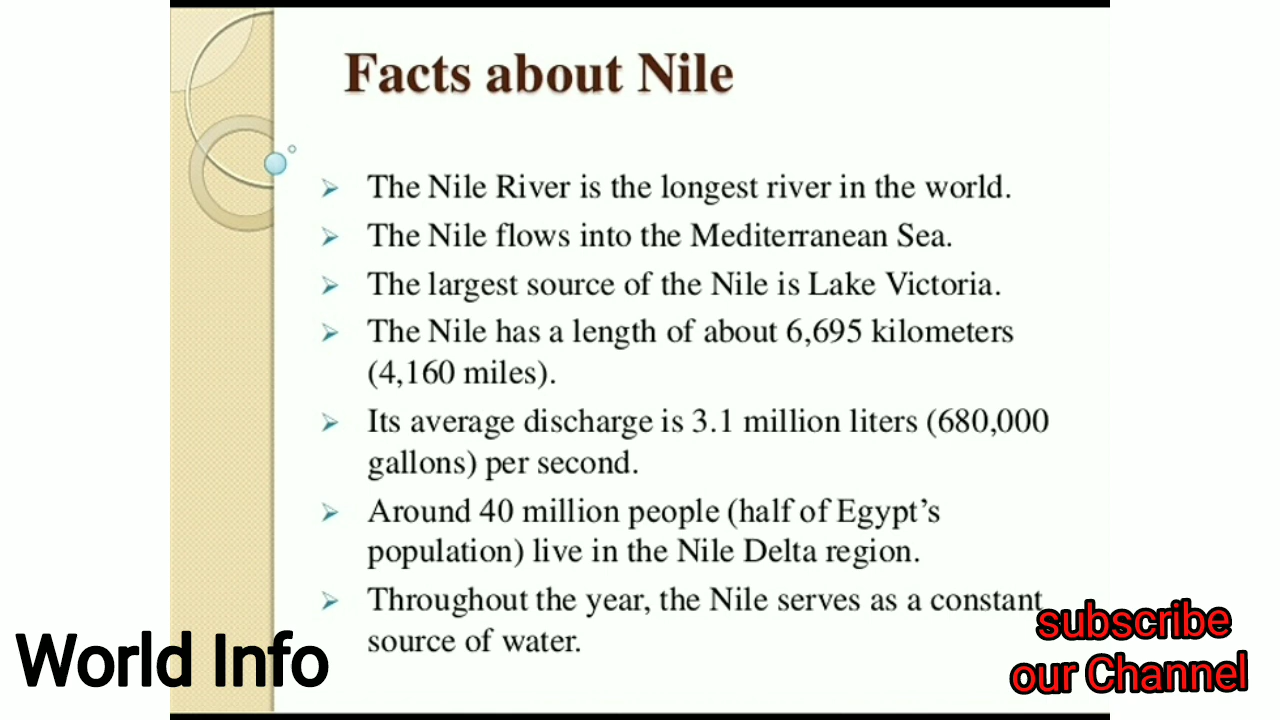 Facts about Nile
The Nile River is the longest river in the world.
The Nile flows into the Mediterranean Sea.
The largest source of the Nile is Lake Victoria.
The Nile has a length of about 6,695 kilometers
(4,160 miles).
Its average discharge is 3.1 million liters (680,000
gallons) per second.
Around 40 million people (half of Egypt’s
population) live in the Nile Delta region.
Throughout the year, the Nile serves as a constant
source of water.
World Info
subscribe
our Channel